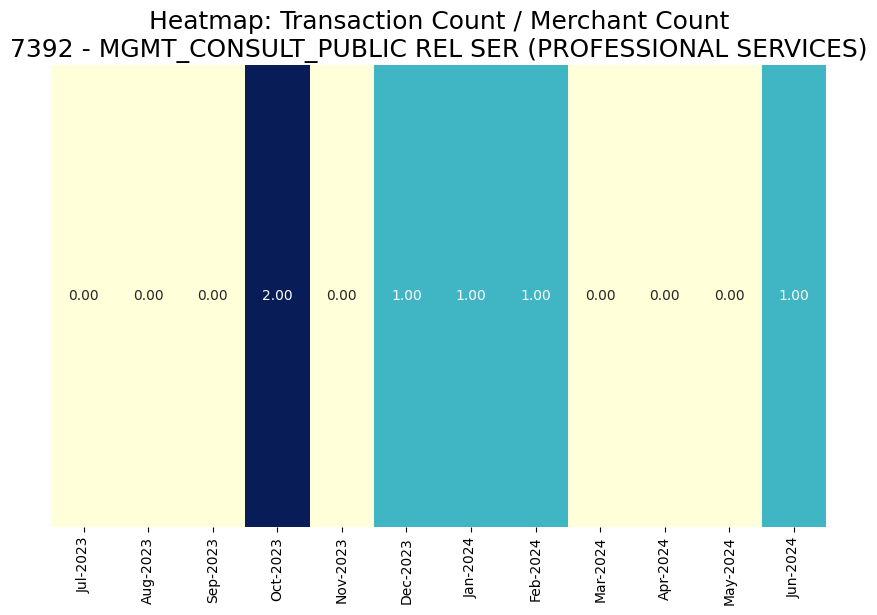 Heatmap: Transaction Count / Merchant Count
7392 - MGMT_CONSULT_PUBLIC REL SER (PROFESSIONAL SERVICES)
0.00 0.00 0.00 2.00 0.00 1.00 1.00 1.00 0.00 0.00 0.00 1.00
Jul-2023 Aug-2023 Sep-2023 Oct-2023 Nov-2023 Dec-2023 Jan-2024 Feb-2024 Mar-2024 Apr-2024 May-2024 Jun-2024